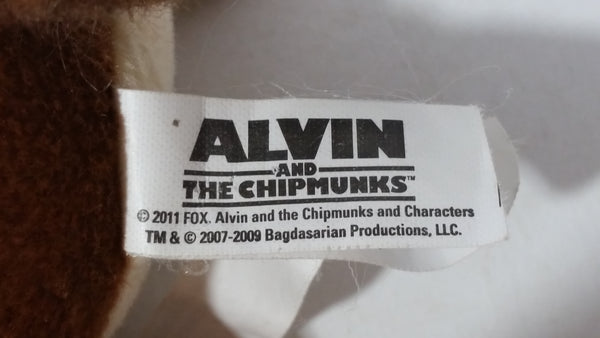 ALVIN
AND
THE CHIPMUNKS™
© 2011 FOX. Alvin and the Chipmunks and Characters
TM & © 2007-2009 Bagdasarian Productions, LLC.